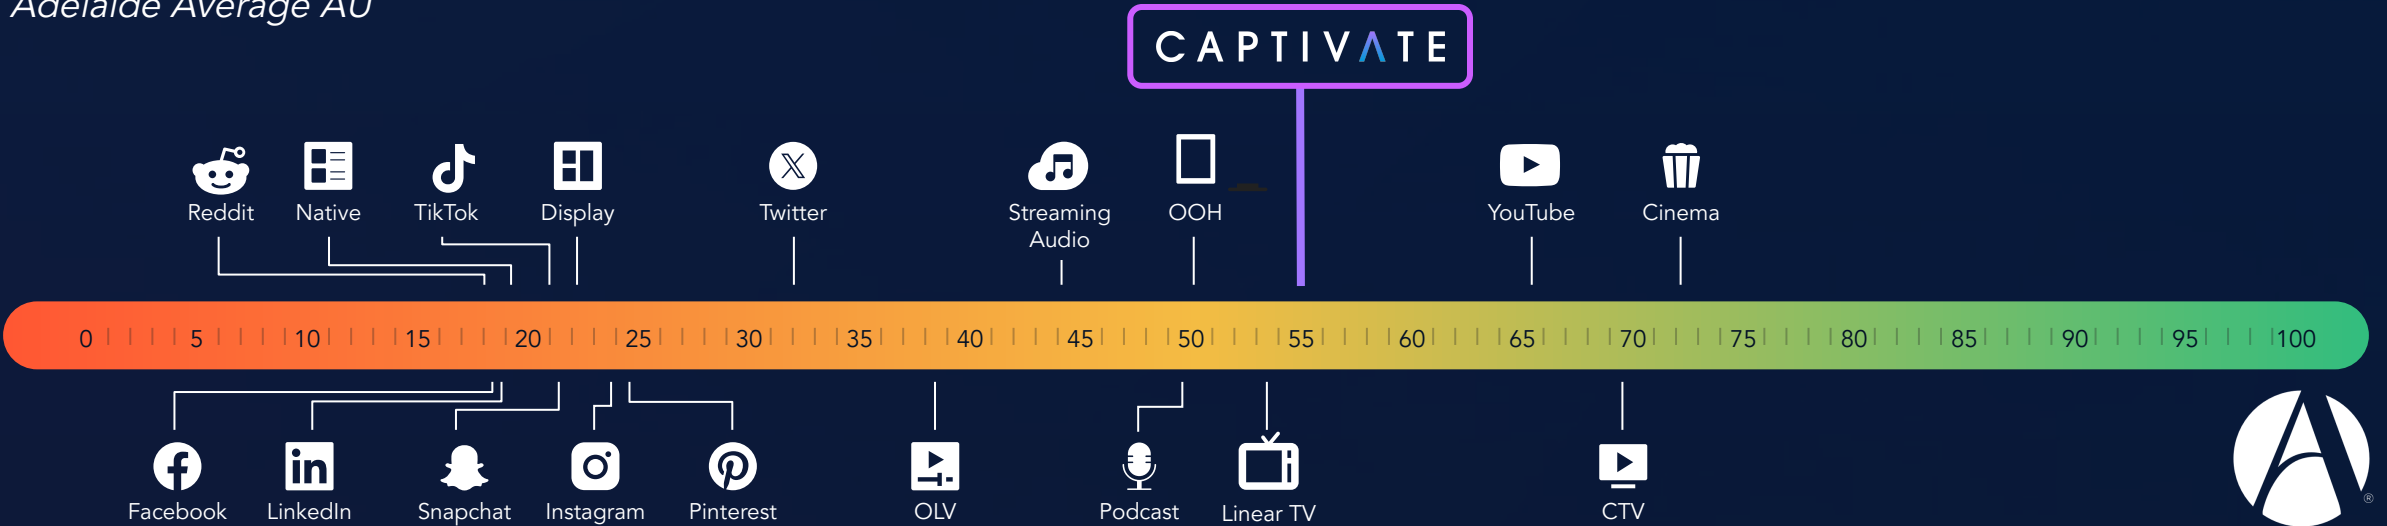 Adelaide Average AU
CAPTIVATE
Reddit Native TikTok Display Twitter Streaming Audio OOH YouTube Cinema
0 5 10 15 20 25 30 35 40 45 50 55 60 65 70 75 80 85 90 95 100
Facebook LinkedIn Snapchat Instagram Pinterest OLV Podcast Linear TV CTV
®